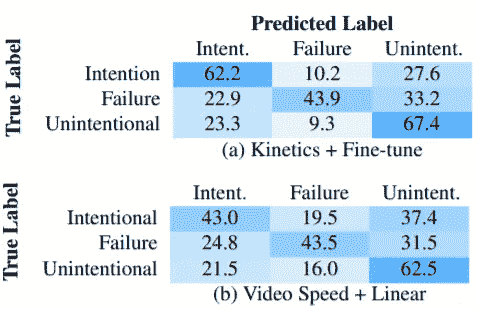 Predicted Label
Intent. Failure Unintent.
True Label
Intention 62.2 10.2 27.6
Failure 22.9 43.9 33.2
Unintentional 23.3 9.3 67.4
(a) Kinetics + Fine-tune
Intent. Failure Unintent.
True Label
Intentional 43.0 19.5 37.4
Failure 24.8 43.5 31.5
Unintentional 21.5 16.0 62.5
(b) Video Speed + Linear